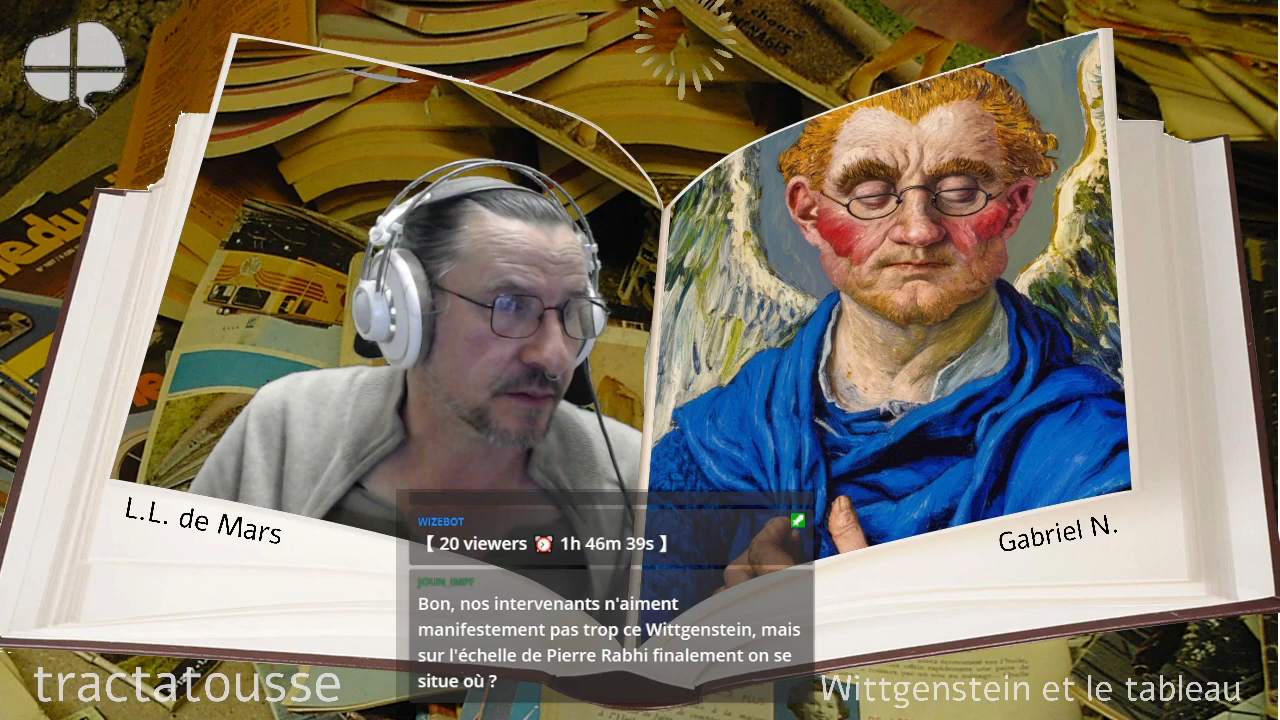 L.L. de Mars
Gabriel N.
WIZEBOT
【 20 viewers ⏰ 1h 46m 39s 】
JOUIN_IMPF
Bon, nos intervenants n'aiment
manifestement pas trop ce Wittgenstein, mais
sur l'échelle de Pierre Rabhi finalement on se
situe où ?
tractatousse
Wittgenstein et le tableau